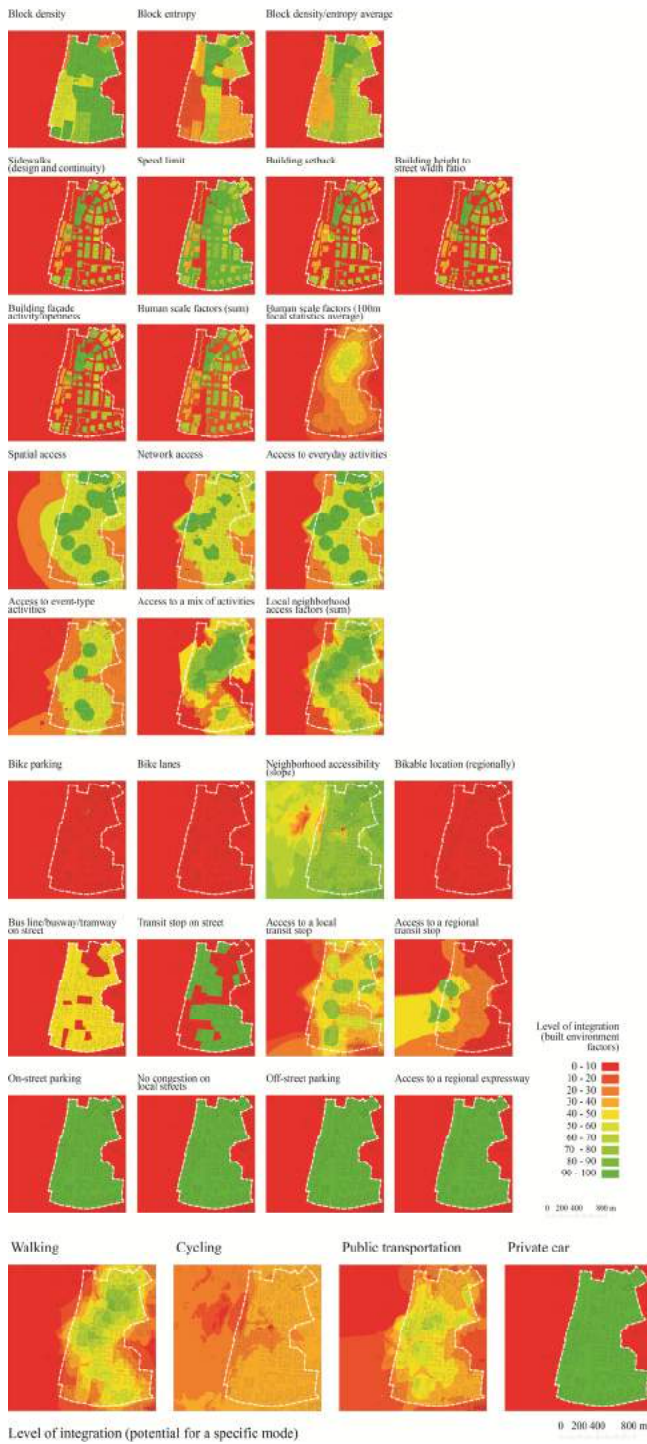 Block density
Block entropy
Block density/entropy average
Sidewalks
(design and continuity)
Speed limit
Building setback
Building height to
street width ratio
Building façade
activity/openness
Human scale factors (sum)
Human scale factors (100m
focal statistics average)
Spatial access
Network access
Access to everyday activities
Access to event-type
activities
Access to a mix of activities
Local neighborhood
access factors (sum)
Bike parking
Bike lanes
Neighborhood accessibility
(slope)
Bikable location (regionally)
Bus line/busway/tramway
on street
Transit stop on street
Access to a local
transit stop
Access to a regional
transit stop
Level of integration
(built environment
factors)
0 - 10
10 - 20
20 - 30
30 - 40
40 - 50
50 - 60
60 - 70
70 - 80
80 - 90
90 - 100
0 200 400 800 m
On-street parking
No congestion on
local streets
Off-street parking
Access to a regional expressway
Walking
Cycling
Public transportation
Private car
Level of integration (potential for a specific mode)
0 200 400 800 m